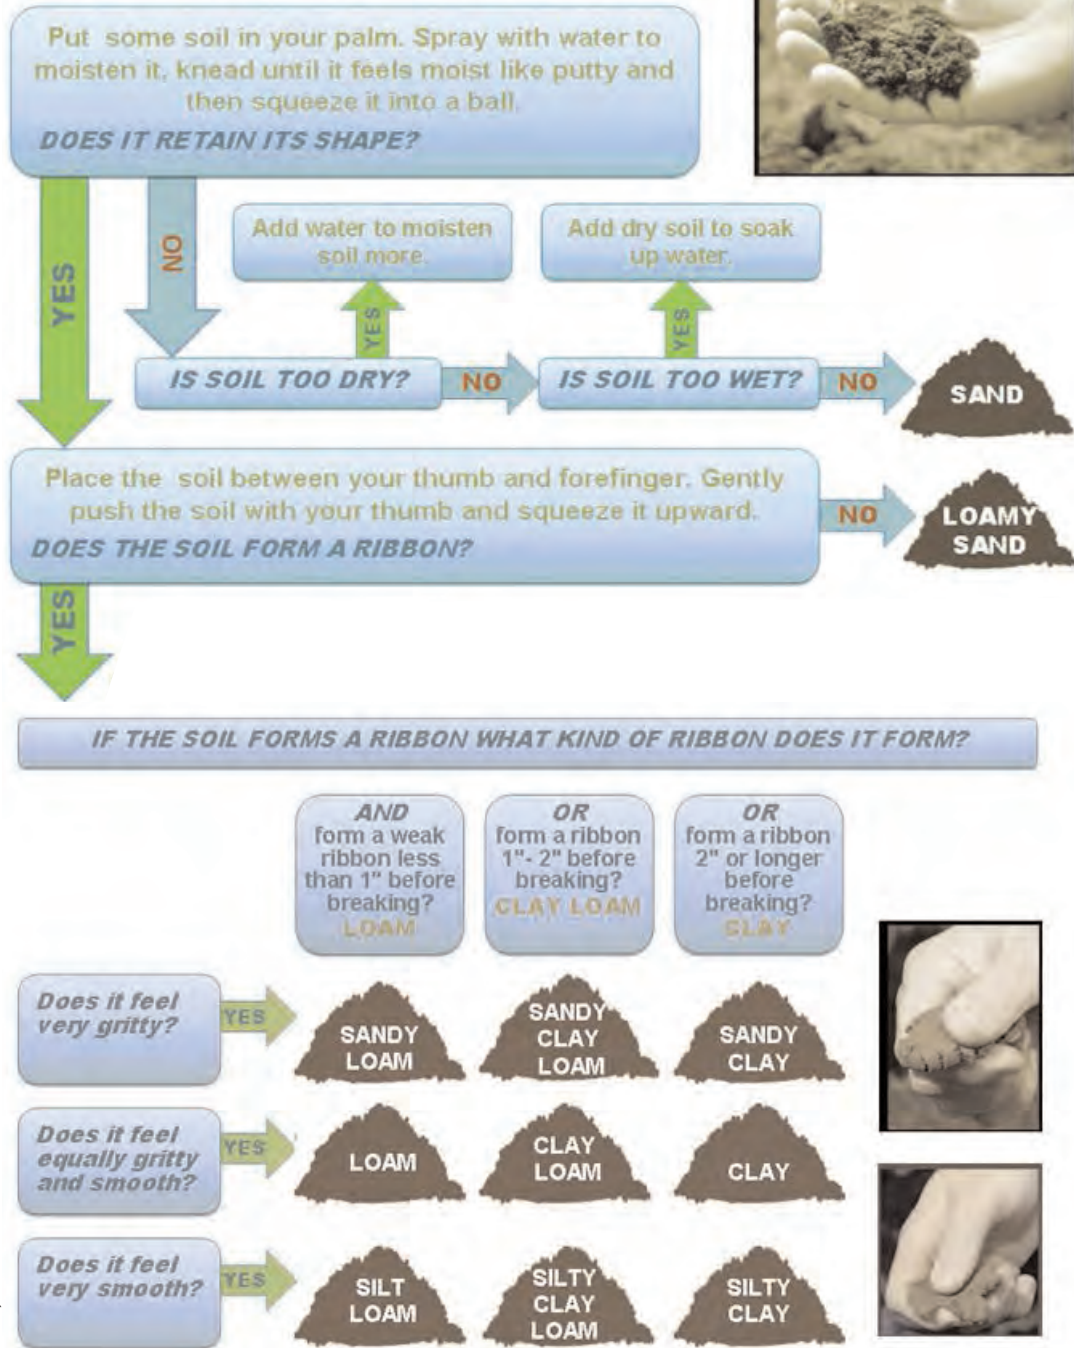 Put some soil in your palm. Spray with water to
moisten it, knead until it feels moist like putty and
then squeeze it into a ball.
DOES IT RETAIN ITS SHAPE?
YES
NO
Add water to moisten
soil more.
Add dry soil to soak
up water.
YES
YES
IS SOIL TOO DRY?
NO
IS SOIL TOO WET?
NO
SAND
Place the soil between your thumb and forefinger. Gently
push the soil with your thumb and squeeze it upward.
DOES THE SOIL FORM A RIBBON?
NO
LOAMY
SAND
YES
IF THE SOIL FORMS A RIBBON WHAT KIND OF RIBBON DOES IT FORM?
AND
form a weak
ribbon less
than 1" before
breaking?
LOAM
OR
form a ribbon
1"- 2" before
breaking?
CLAY LOAM
OR
form a ribbon
2" or longer
before
breaking?
CLAY
Does it feel
very gritty?
YES
SANDY
LOAM
SANDY
CLAY
LOAM
SANDY
CLAY
Does it feel
equally gritty
and smooth?
YES
LOAM
CLAY
LOAM
CLAY
Does it feel
very smooth?
YES
SILT
LOAM
SILTY
CLAY
LOAM
SILTY
CLAY